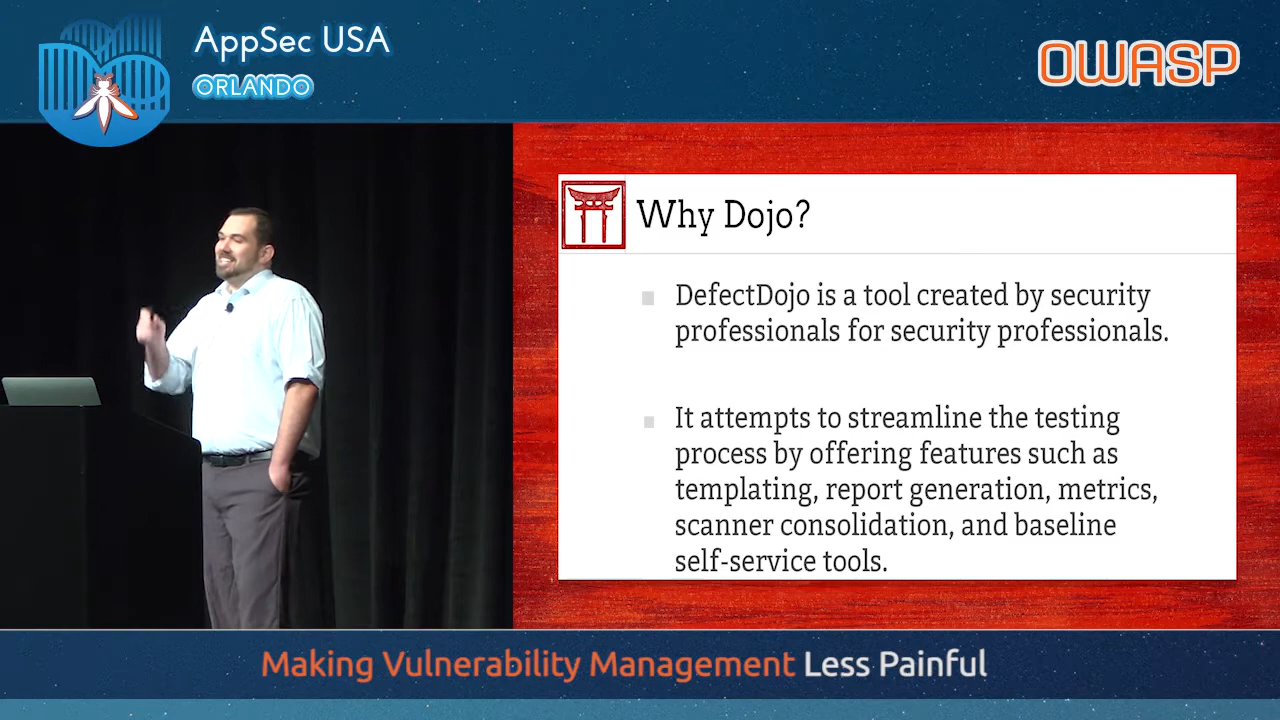 AppSec USA
ORLANDO
OWASP
Why Dojo?
DefectDojo is a tool created by security
professionals for security professionals.
It attempts to streamline the testing
process by offering features such as
templating, report generation, metrics,
scanner consolidation, and baseline
self-service tools.
Making Vulnerability Management Less Painful